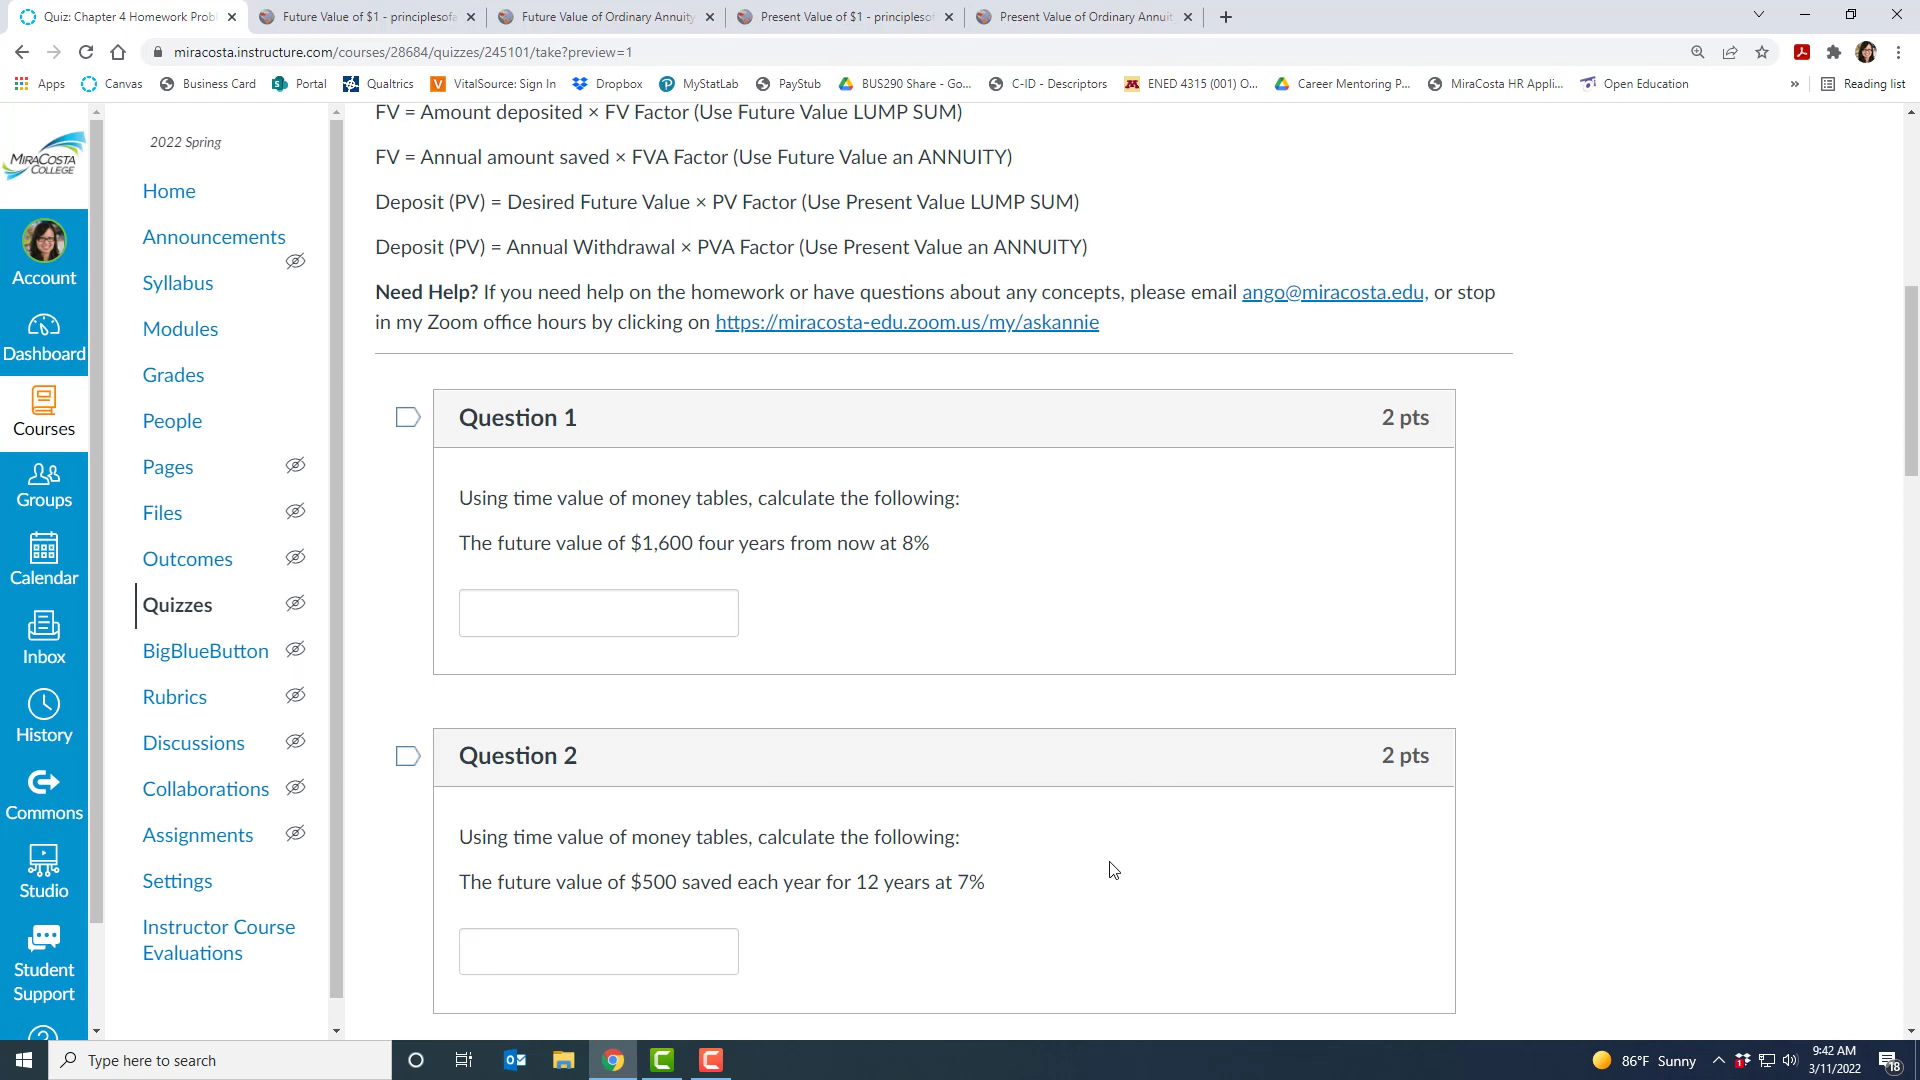 Quiz: Chapter 4 Homework Prob
Future Value of $1 - principlesofa
Future Value of Ordinary Annuity
Present Value of $1 - principleso
Present Value of Ordinary Annuit
miracosta.instructure.com/courses/28684/quizzes/245101/take?preview=1
Apps
Canvas
Business Card
Portal
Qualtrics
VitalSource: Sign In
Dropbox
MyStatLab
PayStub
BUS290 Share - Go...
C-ID - Descriptors
ENED 4315 (001) O...
Career Mentoring P...
MiraCosta HR Appli...
Open Education
»
Reading list
MIRACOSTA
COLLEGE
Account
Dashboard
Courses
Groups
Calendar
Inbox
History
Commons
Studio
Student
Support
2022 Spring
Home
Announcements
Syllabus
Modules
Grades
People
Pages
Files
Outcomes
Quizzes
BigBlueButton
Rubrics
Discussions
Collaborations
Assignments
Settings
Instructor Course
Evaluations
FV = Amount deposited × FV Factor (Use Future Value LUMP SUM)
FV = Annual amount saved × FVA Factor (Use Future Value an ANNUITY)
Deposit (PV) = Desired Future Value × PV Factor (Use Present Value LUMP SUM)
Deposit (PV) = Annual Withdrawal × PVA Factor (Use Present Value an ANNUITY)
Need Help? If you need help on the homework or have questions about any concepts, please email ango@miracosta.edu, or stop
in my Zoom office hours by clicking on https://miracosta-edu.zoom.us/my/askannie
Question 1
2 pts
Using time value of money tables, calculate the following:
The future value of $1,600 four years from now at 8%
Question 2
2 pts
Using time value of money tables, calculate the following:
The future value of $500 saved each year for 12 years at 7%
Type here to search
86°F Sunny
9:42 AM
3/11/2022
18